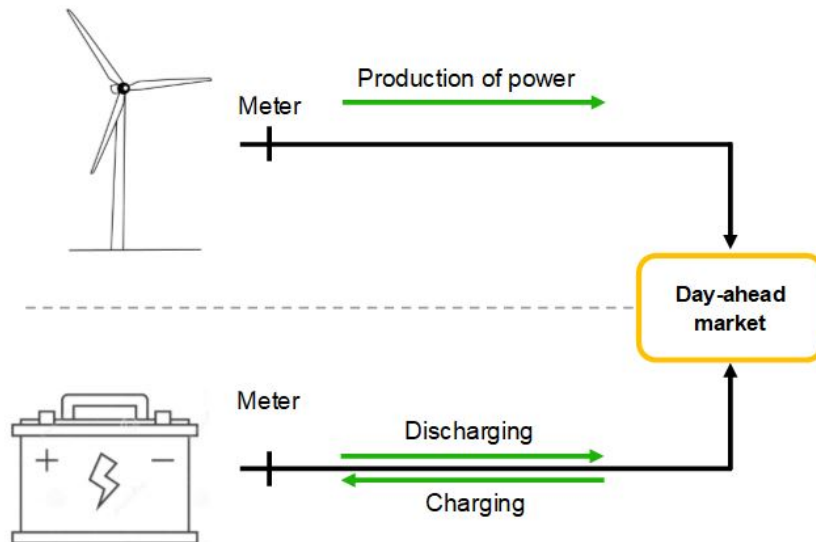 Production of power
Meter
Day-ahead
market
Meter
Discharging
Charging